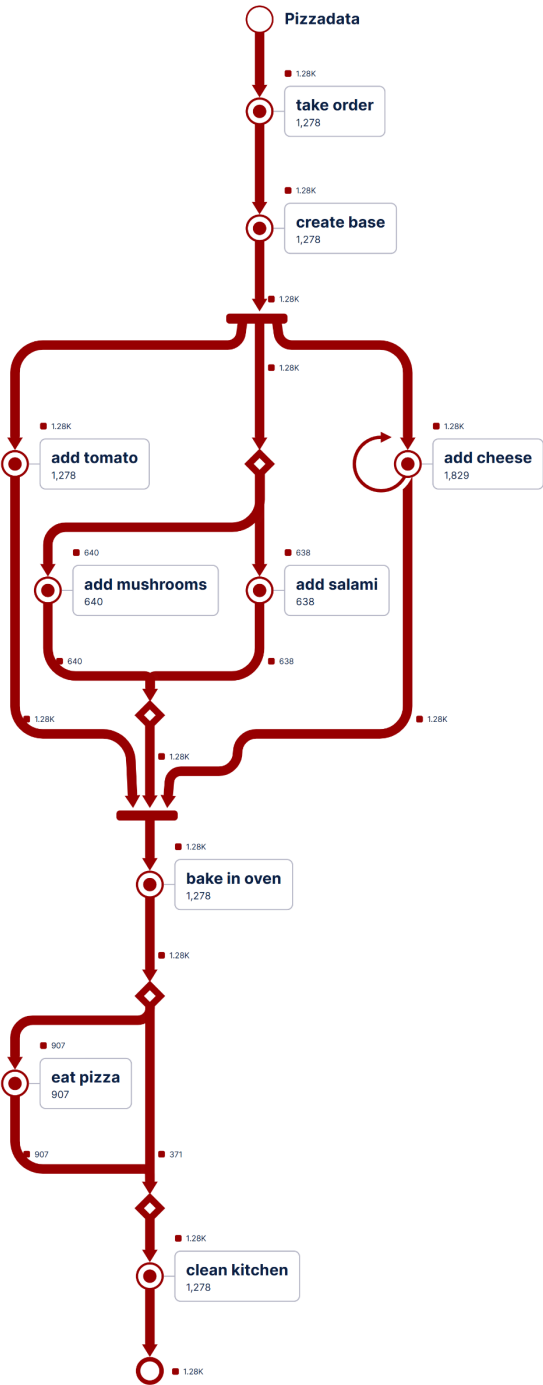 Pizzadata
1.28K
take order
1,278
1.28K
create base
1,278
1.28K
1.28K
1.28K
add tomato
1,278
1.28K
add cheese
1,829
640
add mushrooms
640
638
add salami
638
640
638
1.28K
1.28K
1.28K
1.28K
bake in oven
1,278
1.28K
907
eat pizza
907
907
371
1.28K
clean kitchen
1,278
1.28K